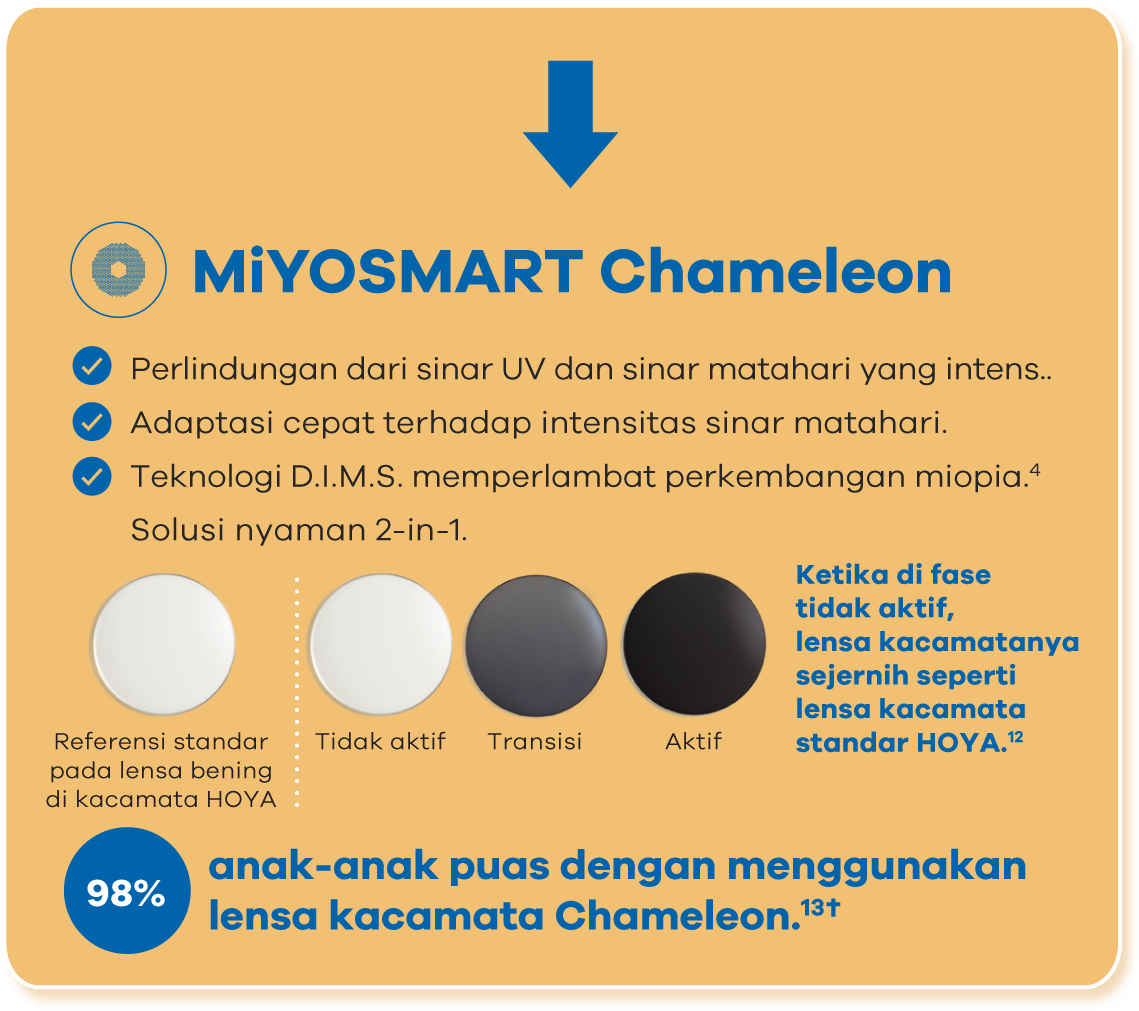 MiYOSMART Chameleon
Perlindungan dari sinar UV dan sinar matahari yang intens..
Adaptasi cepat terhadap intensitas sinar matahari.
Teknologi D.I.M.S. memperlambat perkembangan miopia.⁴
Solusi nyaman 2-in-1.
Referensi standar
pada lensa bening
di kacamata HOYA
Tidak aktif
Transisi
Aktif
Ketika di fase
tidak aktif,
lensa kacamatanya
sejernih seperti
lensa kacamata
standar HOYA.¹²
98%
anak-anak puas dengan menggunakan
lensa kacamata Chameleon.¹³†